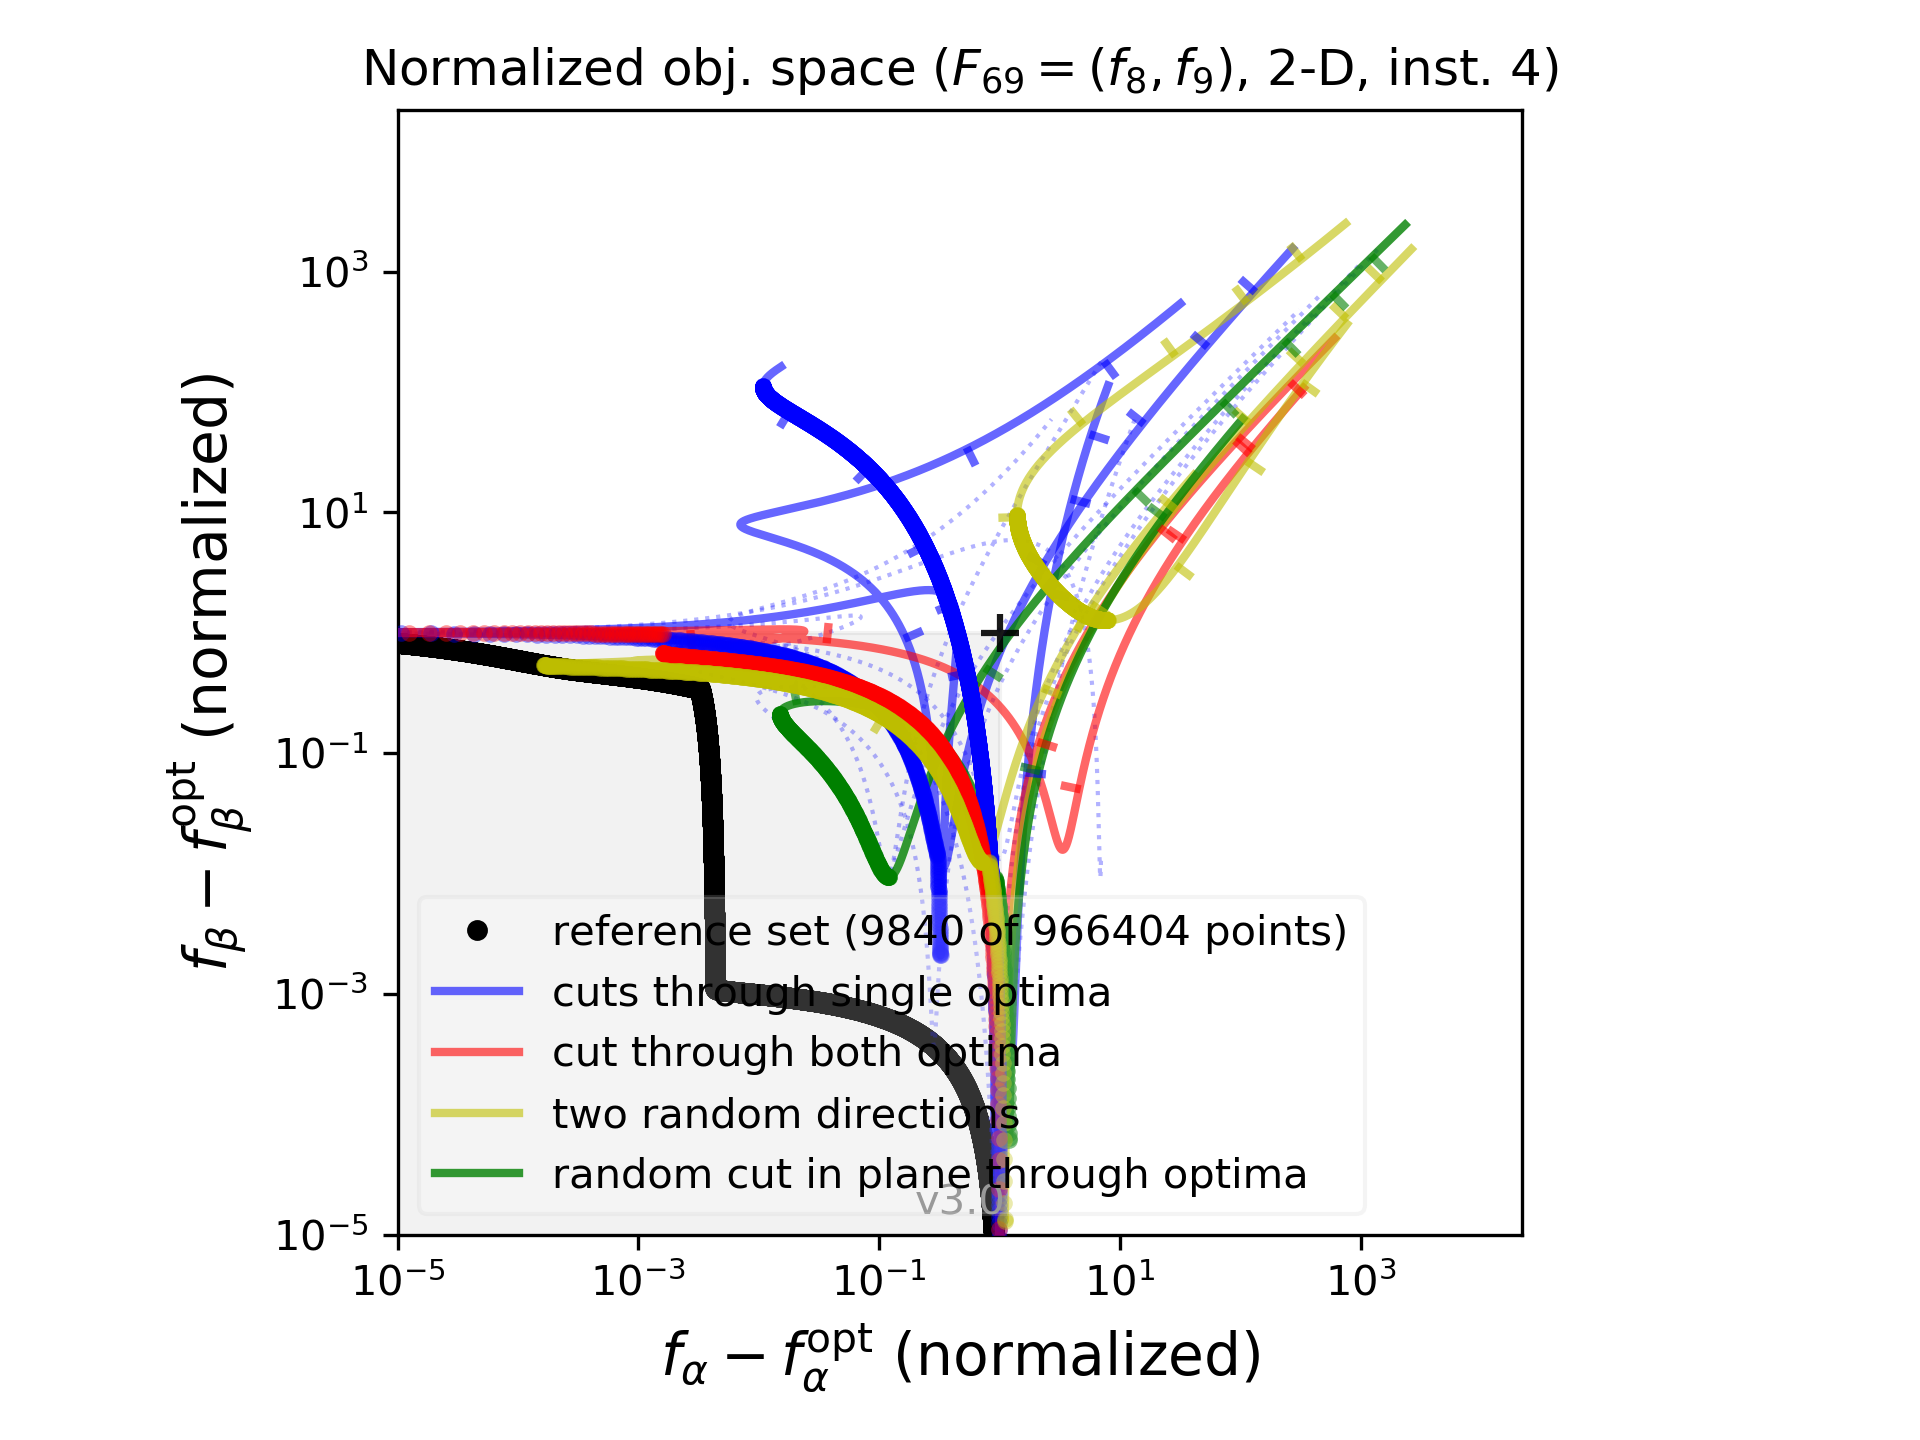 Normalized obj. space (F₆₉ = (f₈, f₉), 2-D, inst. 4)
f_β − f_β^opt (normalized)
10³
10¹
10⁻¹
10⁻³
10⁻⁵
reference set (9840 of 966404 points)
cuts through single optima
cut through both optima
two random directions
random cut in plane through optima
v3.0
10⁻⁵ 10⁻³ 10⁻¹ 10¹ 10³
f_α − f_α^opt (normalized)